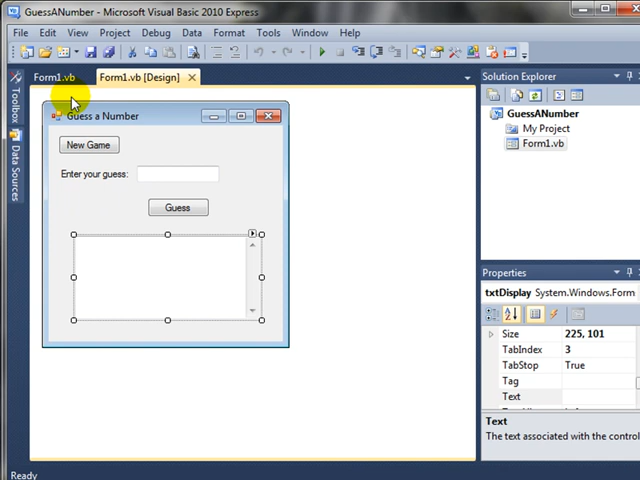 GuessANumber - Microsoft Visual Basic 2010 Express
File Edit View Project Debug Data Format Tools Window Help
Form1.vb Form1.vb [Design]
Toolbox
Data Sources
Guess a Number
New Game
Enter your guess:
Guess
Solution Explorer
GuessANumber
My Project
Form1.vb
Properties
txtDisplay System.Windows.Form
Size 225, 101
TabIndex 3
TabStop True
Tag
Text
Text
The text associated with the control
Ready